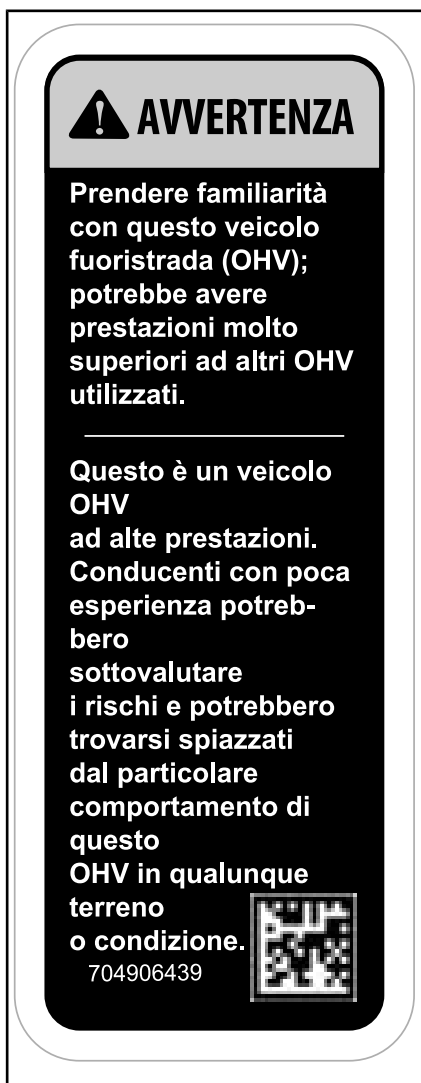 AVVERTENZA
Prendere familiarità
con questo veicolo
fuoristrada (OHV);
potrebbe avere
prestazioni molto
superiori ad altri OHV
utilizzati.
Questo è un veicolo
OHV
ad alte prestazioni.
Conducenti con poca
esperienza potreb-
bero
sottovalutare
i rischi e potrebbero
trovarsi spiazzati
dal particolare
comportamento di
questo
OHV in qualunque
terreno
o condizione.
704906439